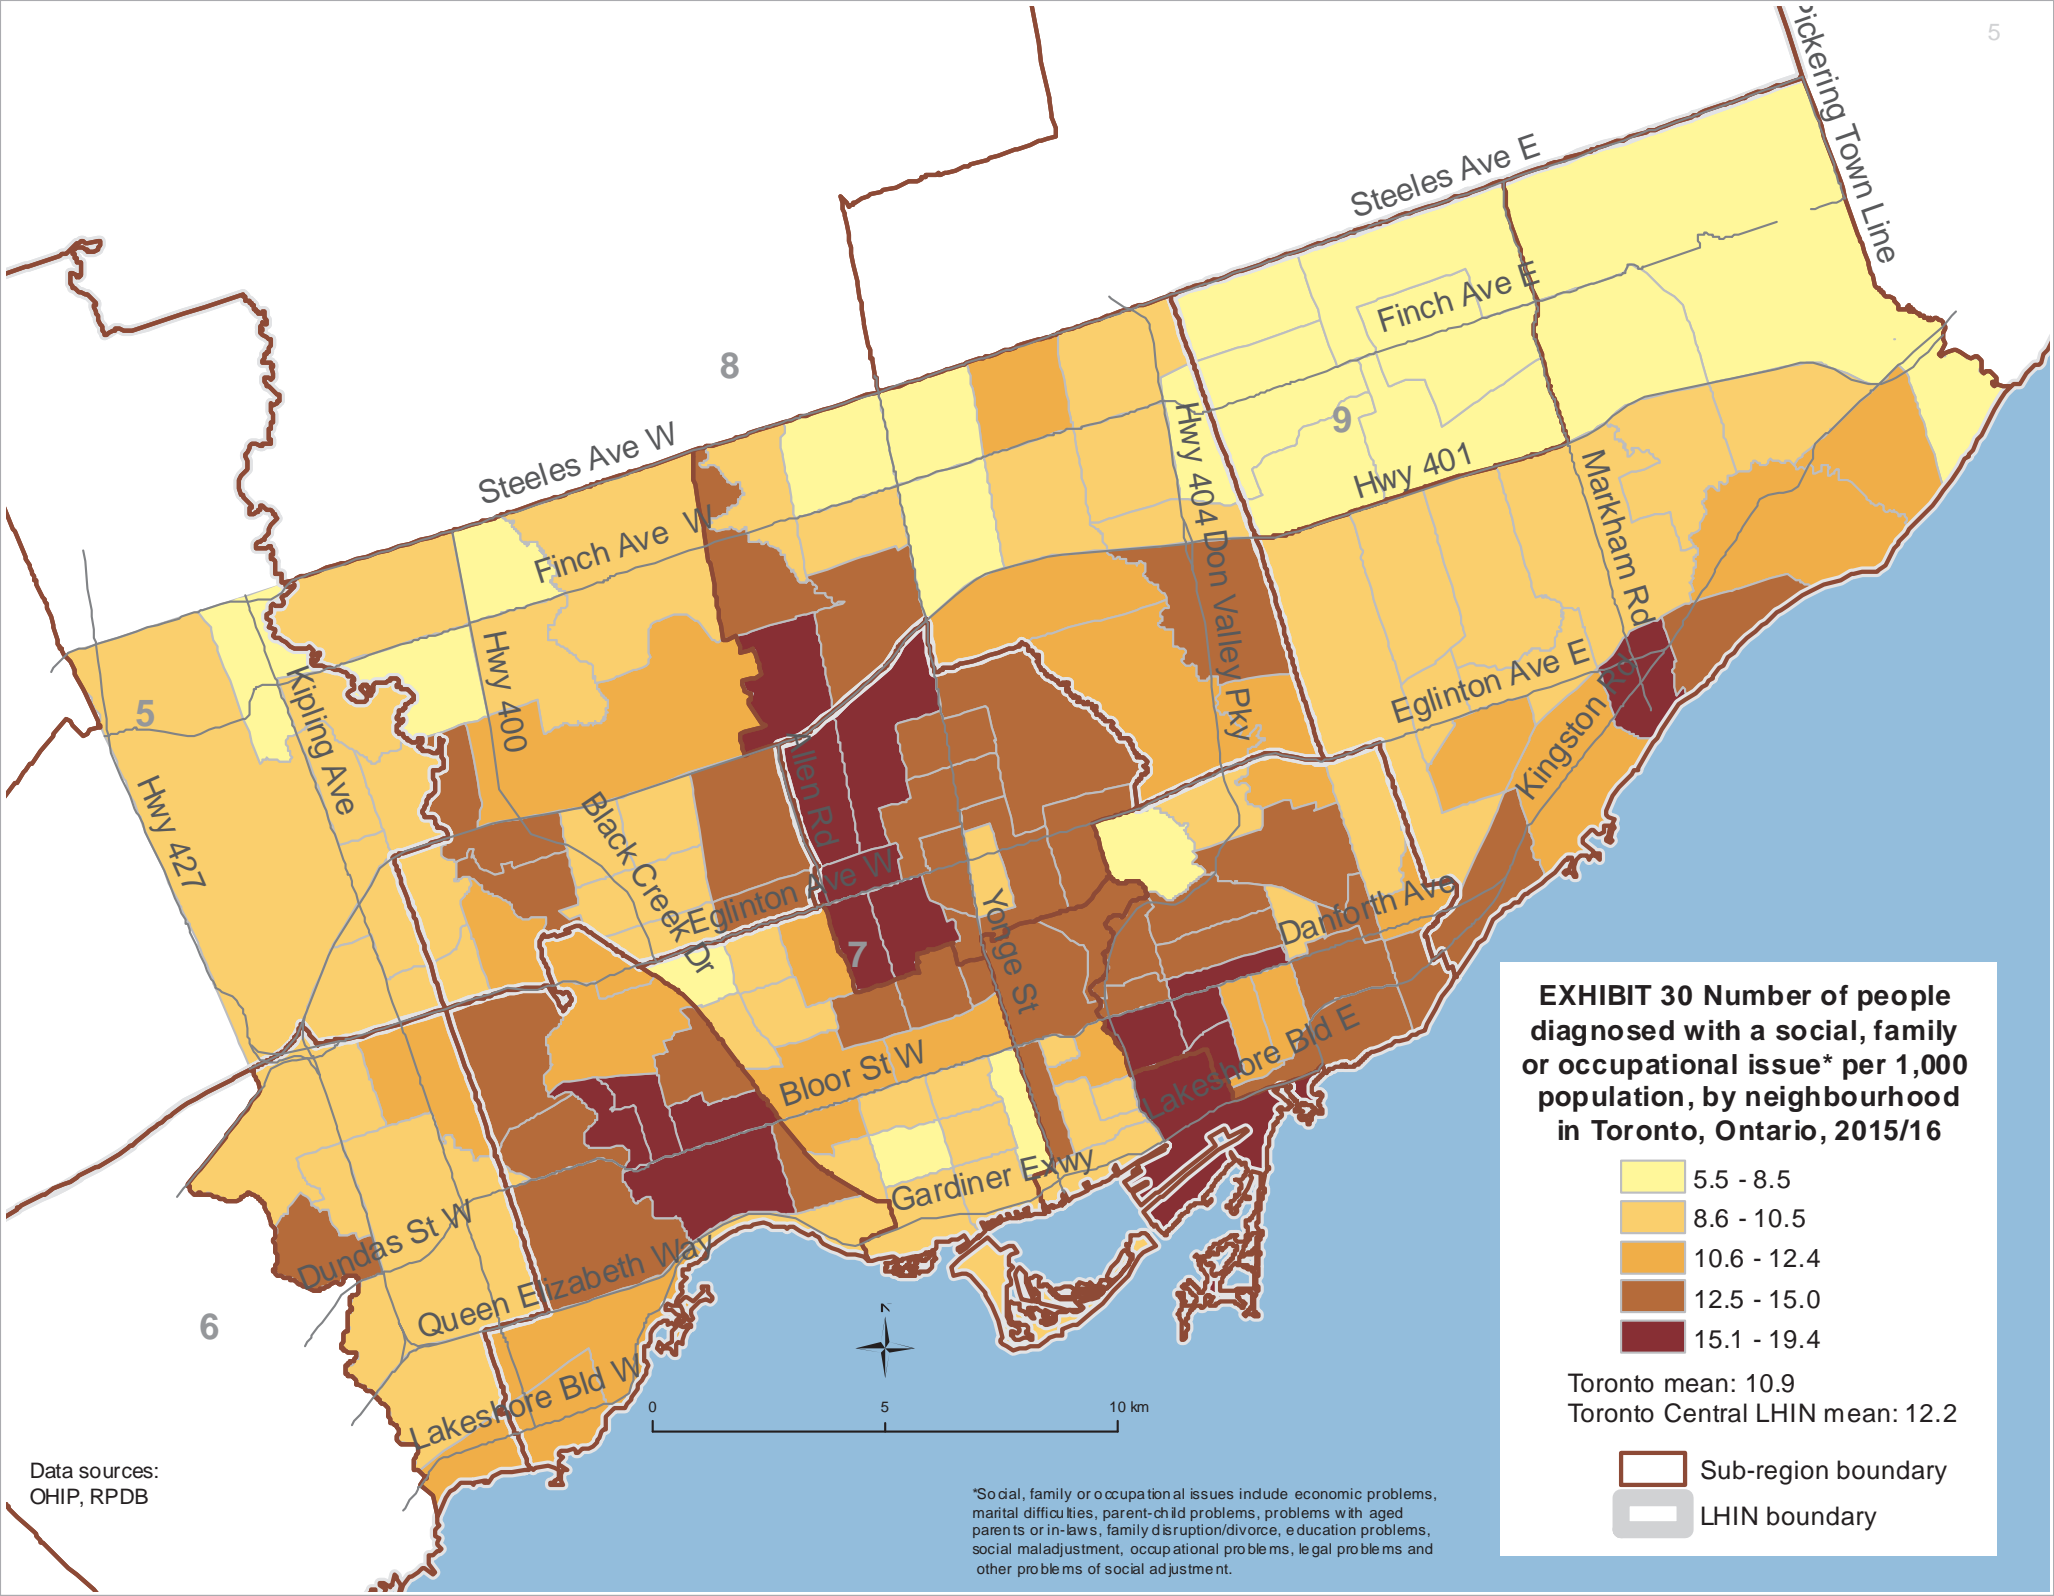 5
Pickering Town Line
Steeles Ave E
Finch Ave E
8
9
Steeles Ave W
Hwy 404
Hwy 401
Markham Rd
Finch Ave W
Don Valley Pky
5
Kipling Ave
Hwy 400
Eglinton Ave E
Kingston Rd
Hwy 427
Allen Rd
Black Creek Dr
Eglinton Ave W
7
Yonge St
Danforth Ave
Bloor St W
Lakeshore Bld E
Gardiner Exwy
Dundas St W
Queen Elizabeth Way
6
Lakeshore Bld W
N
0 5 10 km
Data sources:
OHIP, RPDB
EXHIBIT 30 Number of people
diagnosed with a social, family
or occupational issue* per 1,000
population, by neighbourhood
in Toronto, Ontario, 2015/16
5.5 - 8.5
8.6 - 10.5
10.6 - 12.4
12.5 - 15.0
15.1 - 19.4
Toronto mean: 10.9
Toronto Central LHIN mean: 12.2
Sub-region boundary
LHIN boundary
*Social, family or occupational issues include economic problems,
marital difficulties, parent-child problems, problems with aged
parents or in-laws, family disruption/divorce, education problems,
social maladjustment, occupational problems, legal problems and
other problems of social adjustment.